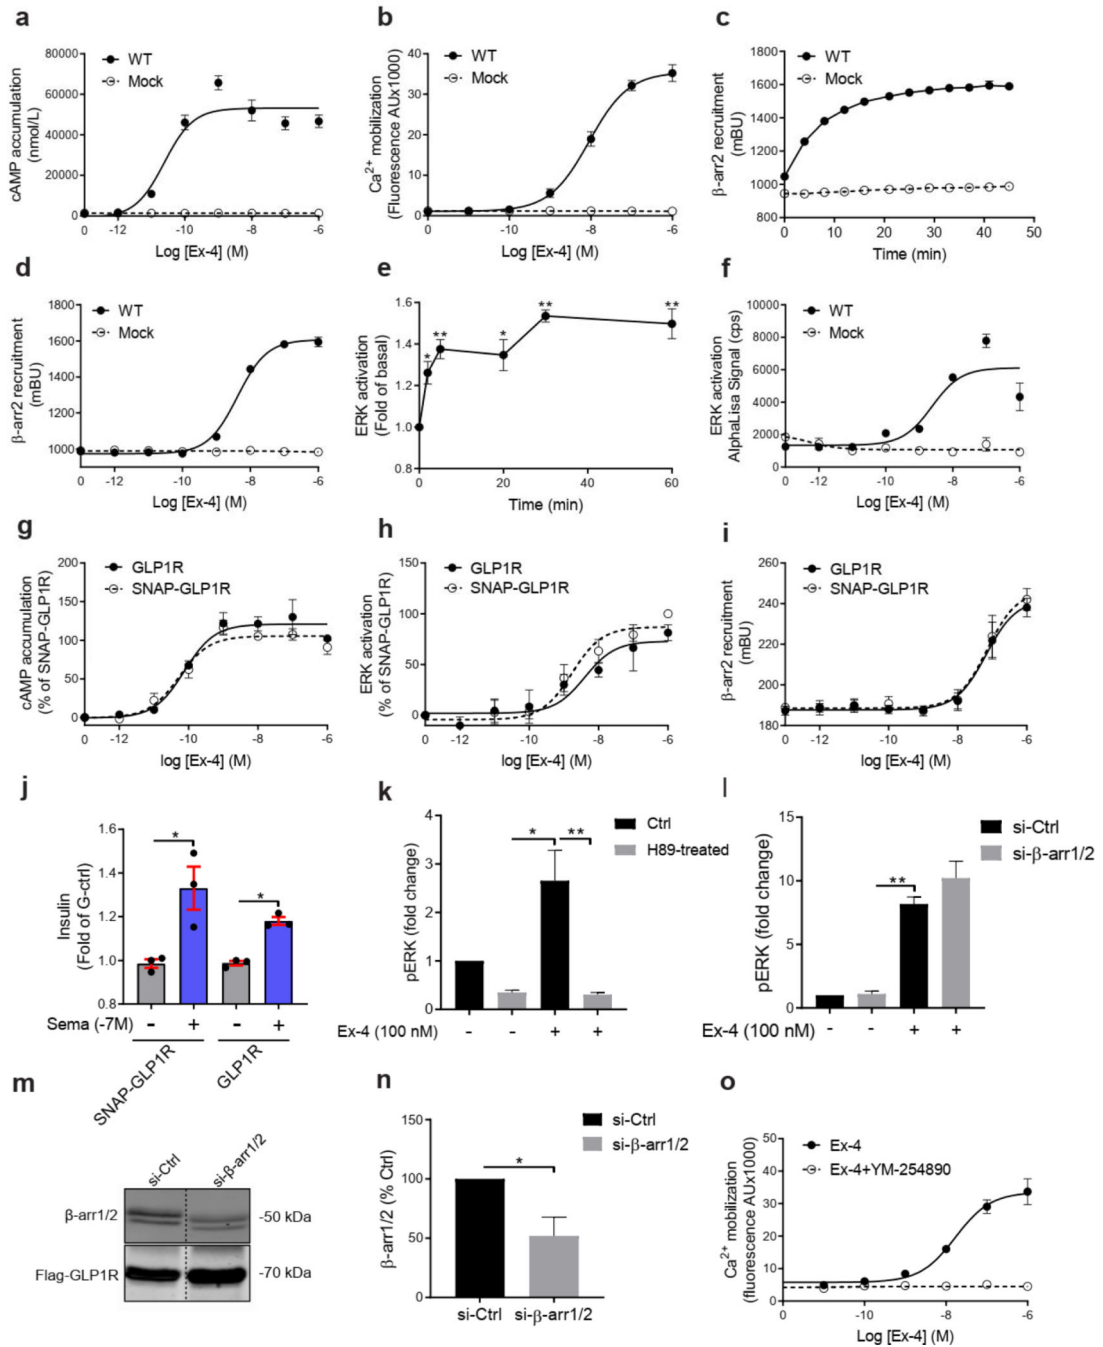 a
80000
60000
40000
20000
0
cAMP accumulation
(nmol/L)
WT
Mock
0 -12 -10 -8 -6
Log [Ex-4] (M)
b
40
30
20
10
0
Ca2+ mobilization
(Fluorescence AUx1000)
WT
Mock
0 -10 -8 -6
Log [Ex-4] (M)
c
1800
1600
1400
1200
1000
800
β-arr2 recruitment
(mBU)
WT
Mock
0 10 20 30 40 50
Time (min)
d
1800
1600
1400
1200
1000
β-arr2 recruitment
(mBU)
WT
Mock
0 -12 -10 -8 -6
Log [Ex-4] (M)
e
1.6
1.4
1.2
1.0
0.8
ERK activation
(Fold of basal)
* ** * ** **
0 20 40 60
Time (min)
f
10000
8000
6000
4000
2000
0
ERK activation
AlphaLisa Signal (cps)
WT
Mock
0 -12 -10 -8 -6
Log [Ex-4] (M)
g
200
150
100
50
0
cAMP accumulation
(% of SNAP-GLP1R)
GLP1R
SNAP-GLP1R
0 -12 -10 -8 -6
log [Ex-4] (M)
h
150
100
50
0
ERK activation
(% of SNAP-GLP1R)
GLP1R
SNAP-GLP1R
0 -12 -10 -8 -6
log [Ex-4] (M)
i
260
240
220
200
180
β-arr2 recruitment
(mBU)
GLP1R
SNAP-GLP1R
0 -12 -10 -8 -6
log [Ex-4] (M)
j
1.6
1.4
1.2
1.0
0.8
Insulin
(Fold of G-ctrl)
* *
Sema (-7M) - + - +
SNAP-GLP1R
GLP1R
k
4
3
2
1
0
pERK (fold change)
* **
Ctrl
H89-treated
Ex-4 (100 nM) - - + +
l
15
10
5
0
pERK (fold change)
**
si-Ctrl
si-β-arr1/2
Ex-4 (100 nM) - - + +
m
si-Ctrl
si-β-arr1/2
β-arr1/2
-50 kDa
Flag-GLP1R
-70 kDa
n
150
100
50
0
β-arr1/2 (% Ctrl)
*
si-Ctrl
si-β-arr1/2
si-Ctrl si-β-arr1/2
o
50
40
30
20
10
0
Ca2+ mobilization
(fluorescence AUx1000)
Ex-4
Ex-4+YM-254890
0 -10 -8 -6
Log [Ex-4] (M)